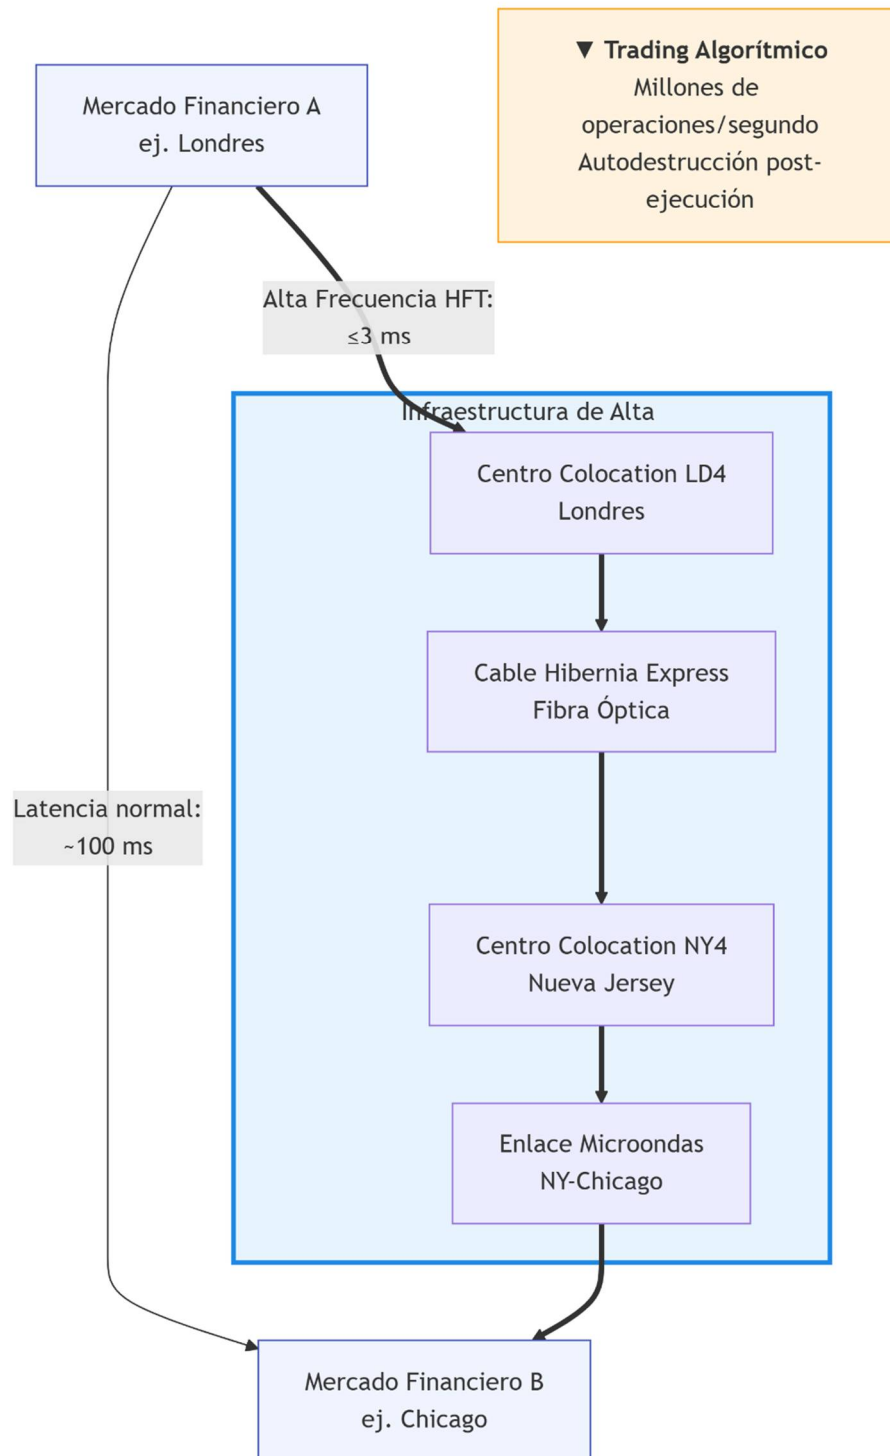 ▼ Trading Algorítmico
Millones de
operaciones/segundo
Autodestrucción post-
ejecución
Mercado Financiero A
ej. Londres
Alta Frecuencia HFT:
≤3 ms
Infraestructura de Alta
Centro Colocation LD4
Londres
Cable Hibernia Express
Fibra Óptica
Latencia normal:
~100 ms
Centro Colocation NY4
Nueva Jersey
Enlace Microondas
NY-Chicago
Mercado Financiero B
ej. Chicago